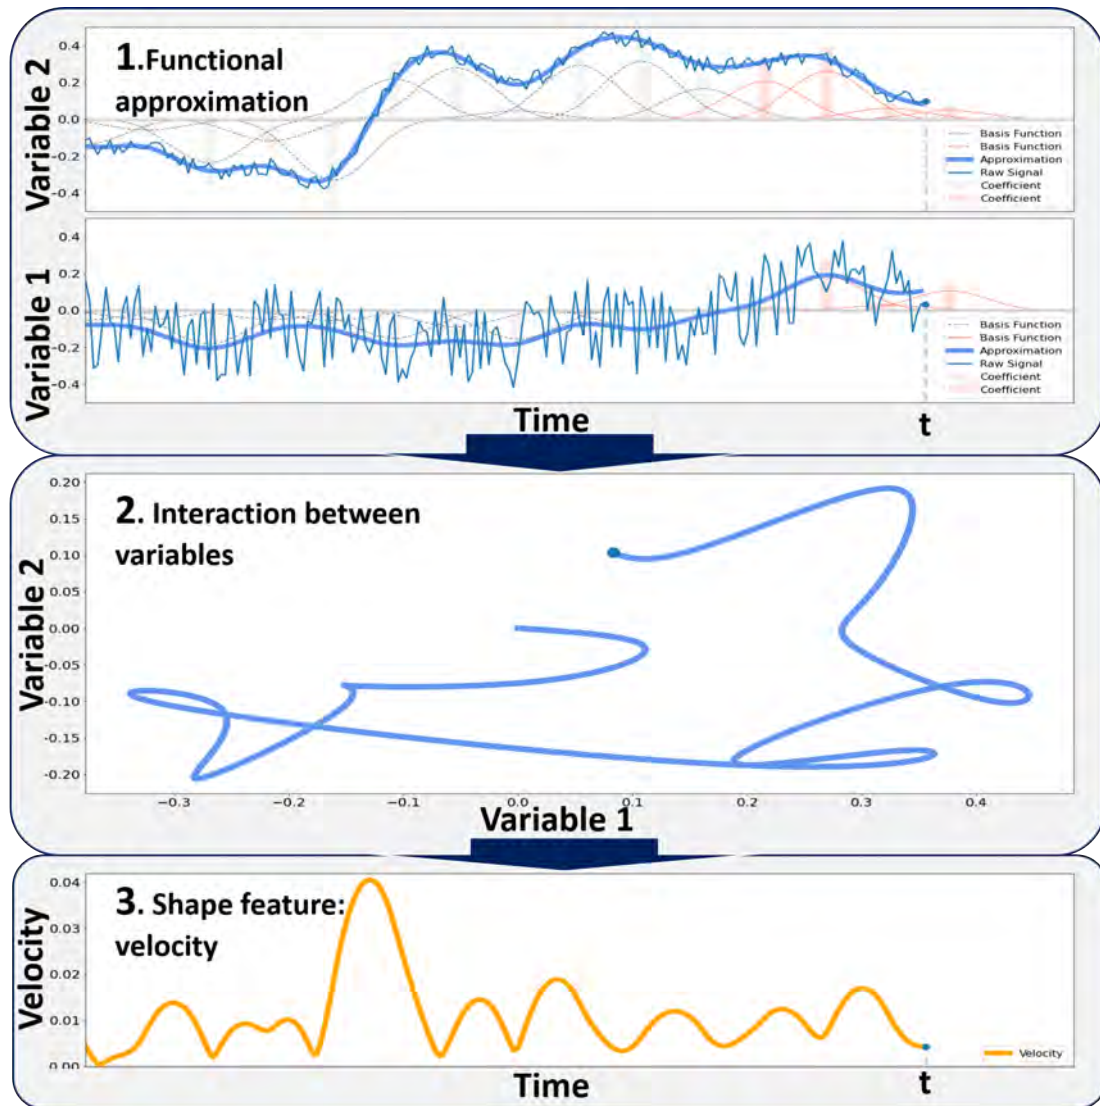 1.Functional
approximation
Variable 2
0.4
0.2
0.0
-0.2
-0.4
Basis Function
Basis Function
Approximation
Raw Signal
Coefficient
Coefficient
Variable 1
0.4
0.2
0.0
-0.2
-0.4
Basis Function
Basis Function
Approximation
Raw Signal
Coefficient
Coefficient
Time
t
2. Interaction between
variables
Variable 2
0.20
0.15
0.10
0.05
0.00
-0.05
-0.10
-0.15
-0.20
−0.3 −0.2 −0.1 0.0 0.1 0.2 0.3 0.4
Variable 1
3. Shape feature:
velocity
Velocity
0.04
0.03
0.02
0.01
0.00
Velocity
Time
t